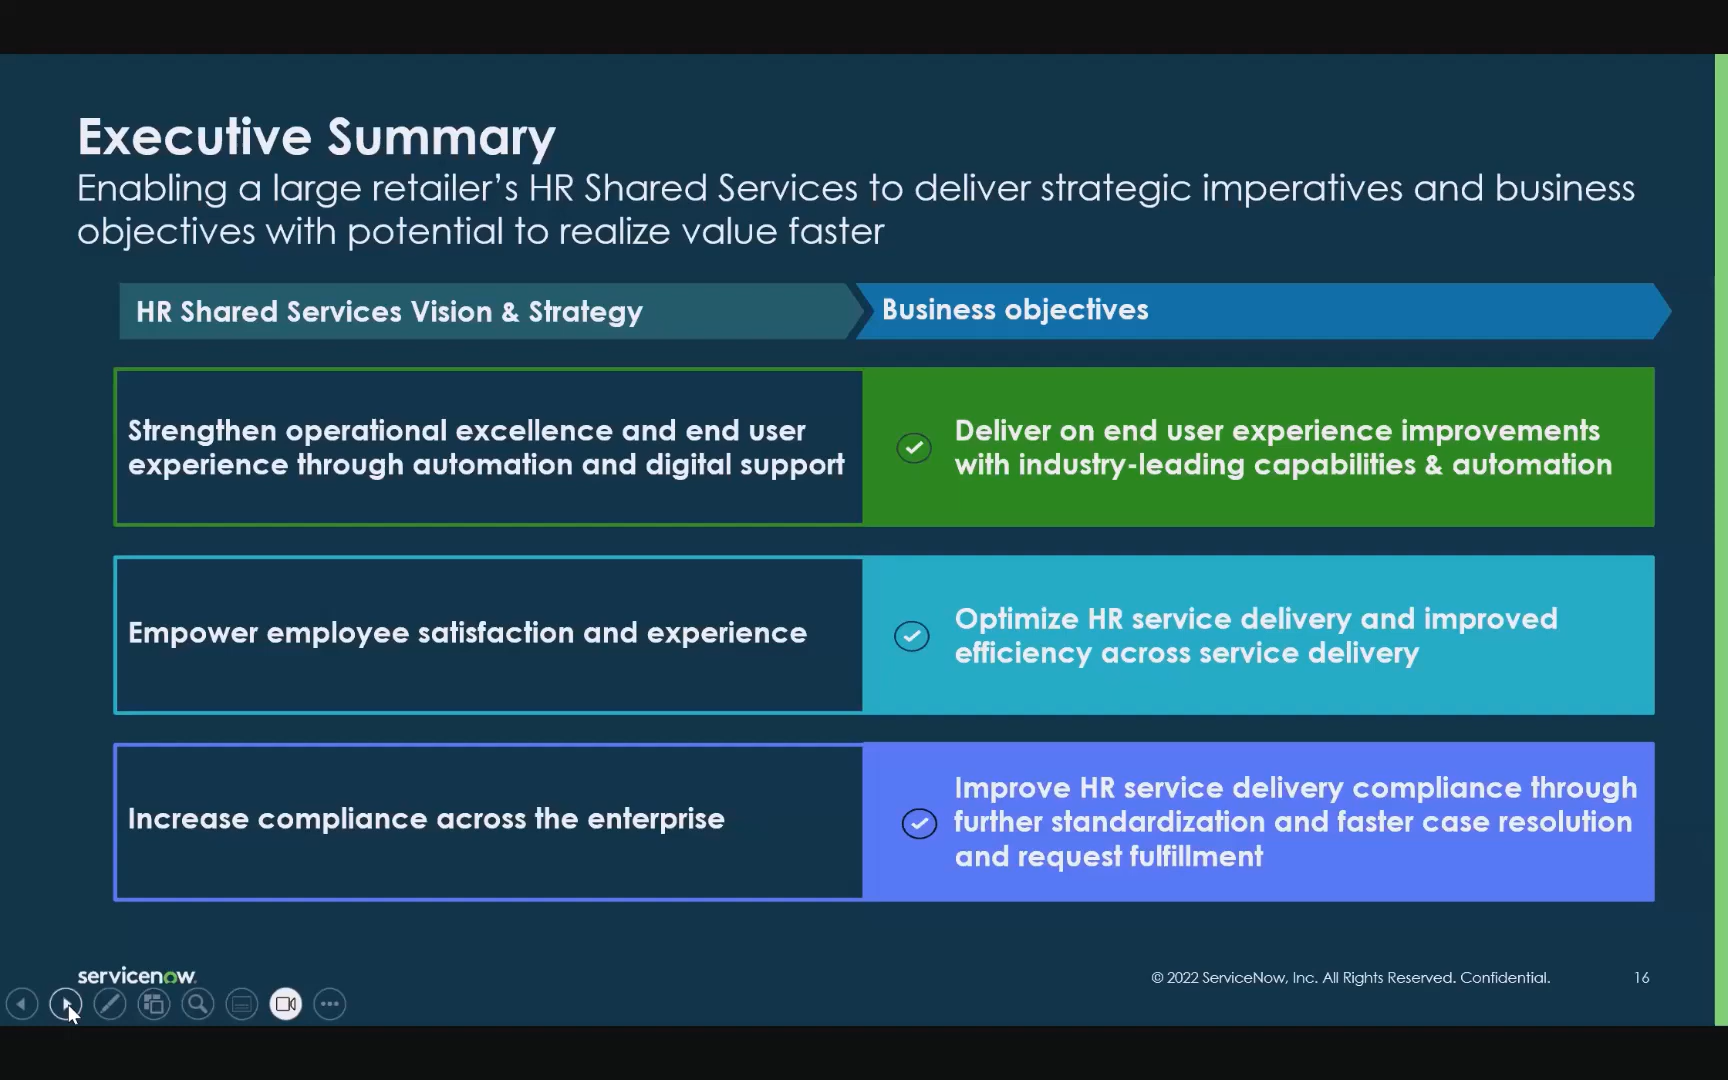 Executive Summary
Enabling a large retailer’s HR Shared Services to deliver strategic imperatives and business
objectives with potential to realize value faster
HR Shared Services Vision & Strategy
Business objectives
Strengthen operational excellence and end user
experience through automation and digital support
Deliver on end user experience improvements
with industry-leading capabilities & automation
Empower employee satisfaction and experience
Optimize HR service delivery and improved
efficiency across service delivery
Increase compliance across the enterprise
Improve HR service delivery compliance through
further standardization and faster case resolution
and request fulfillment
servicenow
© 2022 ServiceNow, Inc. All Rights Reserved. Confidential.
16